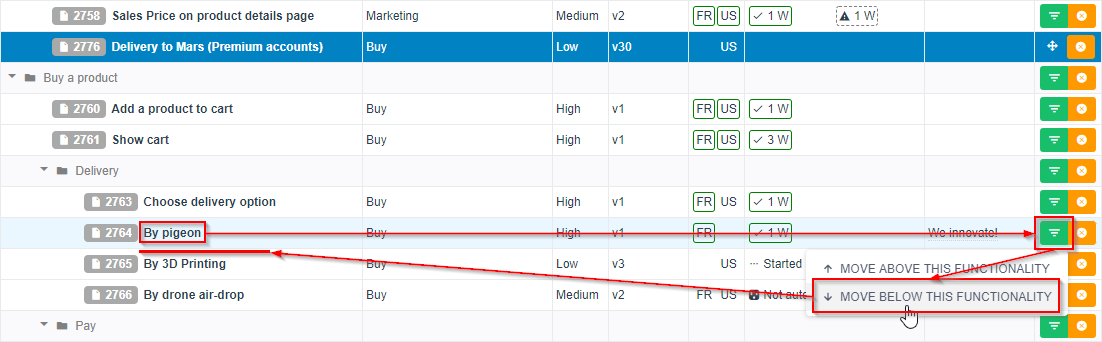 2758 Sales Price on product details page Marketing Medium v2 FR US 1 W 1 W
2776 Delivery to Mars (Premium accounts) Buy Low v30 US
Buy a product
2760 Add a product to cart Buy High v1 FR US 1 W
2761 Show cart Buy High v1 FR US 3 W
Delivery
2763 Choose delivery option Buy High v1 FR US 1 W
2764 By pigeon Buy High v1 FR 1 W We innovate!
2765 By 3D Printing Buy Low v3 US ··· Started
MOVE ABOVE THIS FUNCTIONALITY
2766 By drone air-drop Buy Medium v2 FR US Not auto
MOVE BELOW THIS FUNCTIONALITY
Pay